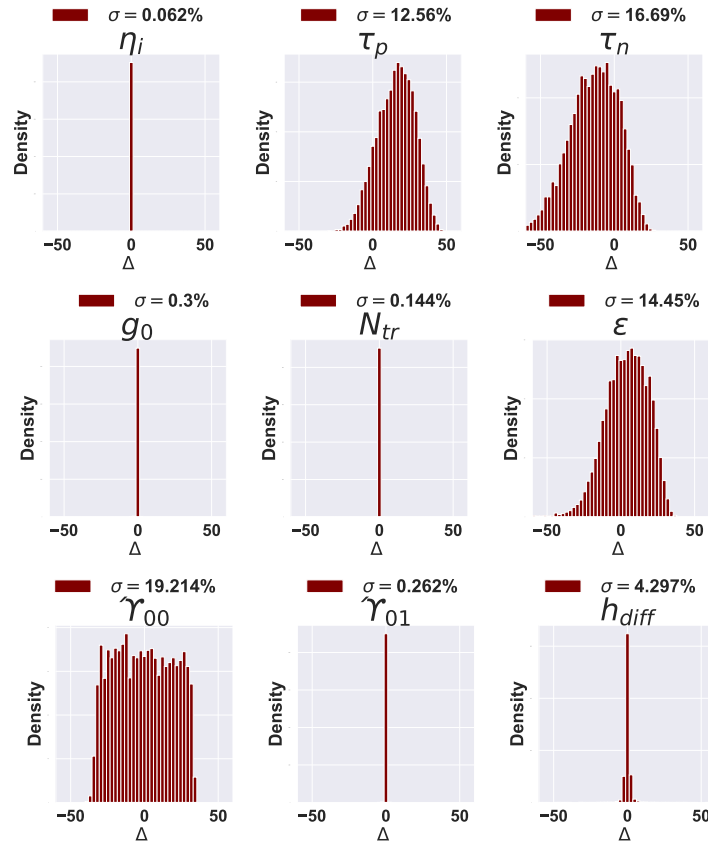 σ = 0.062% σ = 12.56% σ = 16.69%
η_i τ_p τ_n
Density Density Density
−50 0 50 −50 0 50 −50 0 50
Δ Δ Δ
σ = 0.3% σ = 0.144% σ = 14.45%
g_0 N_tr ε
Density Density Density
−50 0 50 −50 0 50 −50 0 50
Δ Δ Δ
σ = 19.214% σ = 0.262% σ = 4.297%
ϓ_00 ϓ_01 h_diff
Density Density Density
−50 0 50 −50 0 50 −50 0 50
Δ Δ Δ